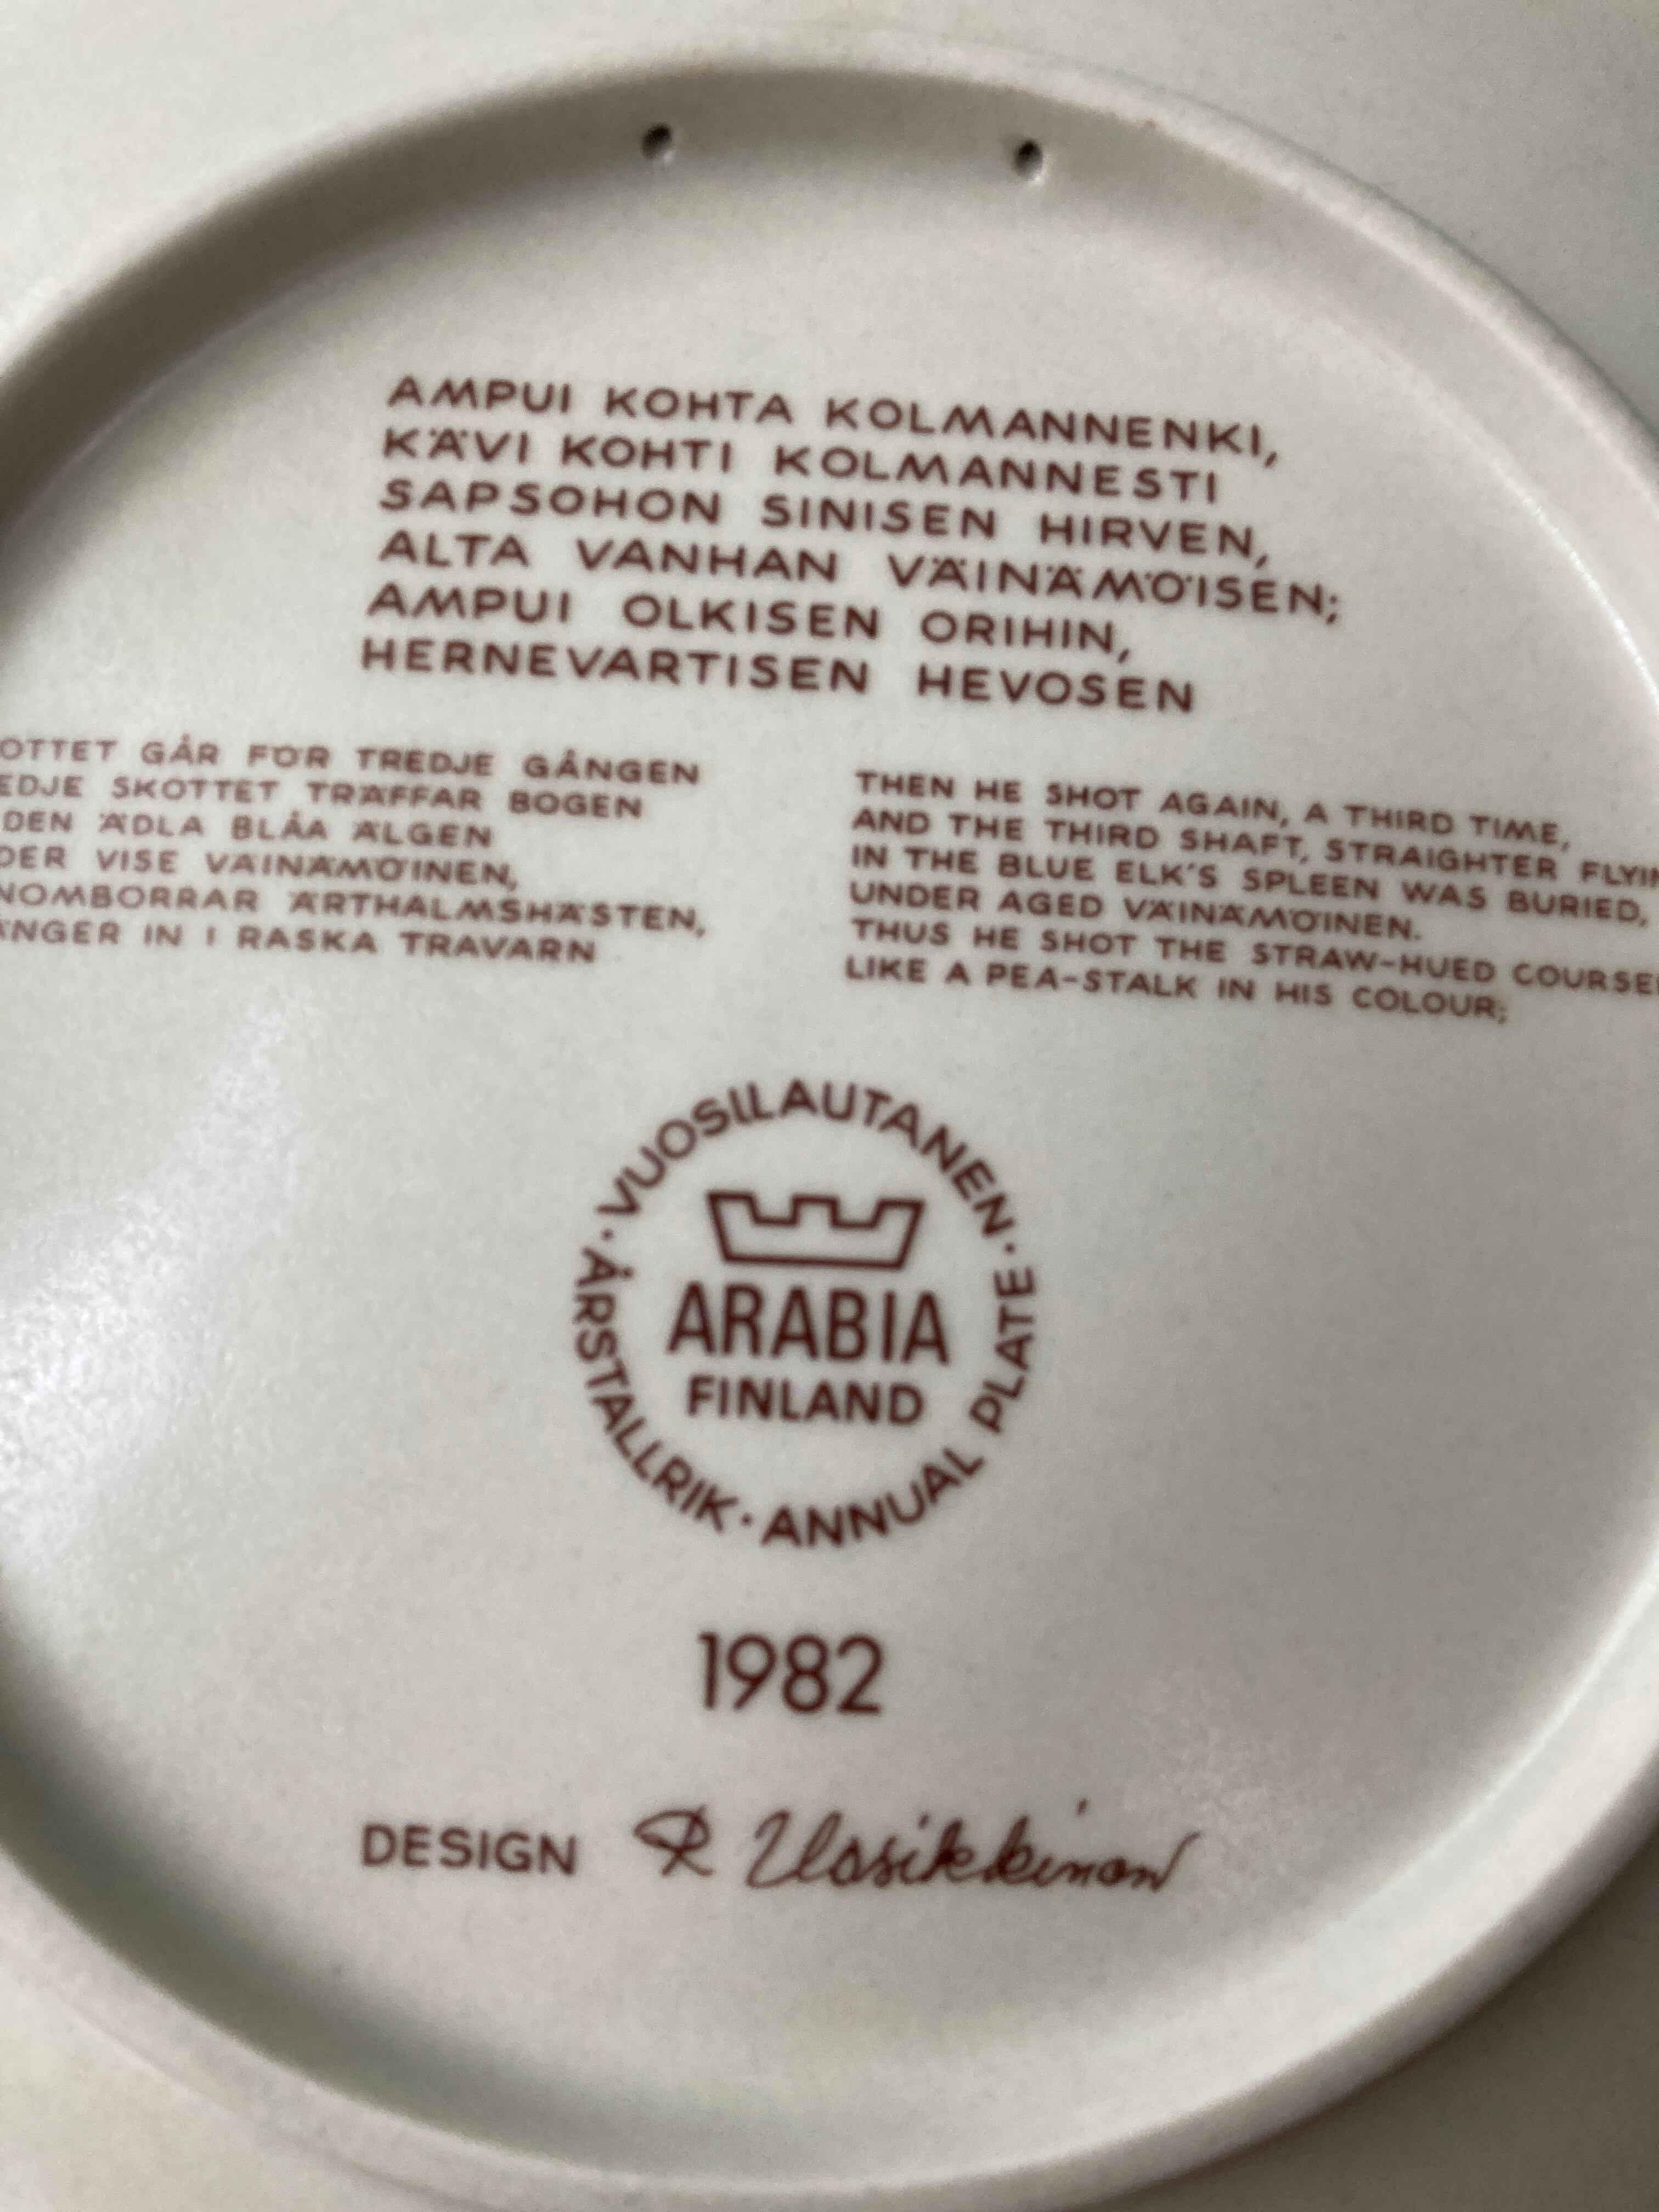 AMPUI KOHTA KOLMANNENKI,
KÄVI KOHTI KOLMANNESTI
SAPSOHON SINISEN HIRVEN,
ALTA VANHAN VÄINÄMÖISEN;
AMPUI OLKISEN ORIHIN,
HERNEVARTISEN HEVOSEN
GÅR FÖR TREDJE GÅNGEN
SKOTTET TRÄFFAR BOGEN
DEN ÄDLA BLÅA ÄLGEN
VISE VÄINÄMÖINEN,
ÄRTHALMSHÄSTEN,
IN I RASKA TRAVARN
THEN HE SHOT AGAIN, A THIRD TIME,
AND THE THIRD SHAFT, STRAIGHTER
IN THE BLUE ELK'S SPLEEN WAS BURIED,
UNDER AGED VÄINÄMÖINEN.
THUS HE SHOT THE STRAW-HUED
LIKE A PEA-STALK IN HIS COLOUR;
VUOSILAUTANEN · ANNUAL PLATE · ÅRSTALLRIK ·
ARABIA
FINLAND
1982
DESIGN R Uosikkinen